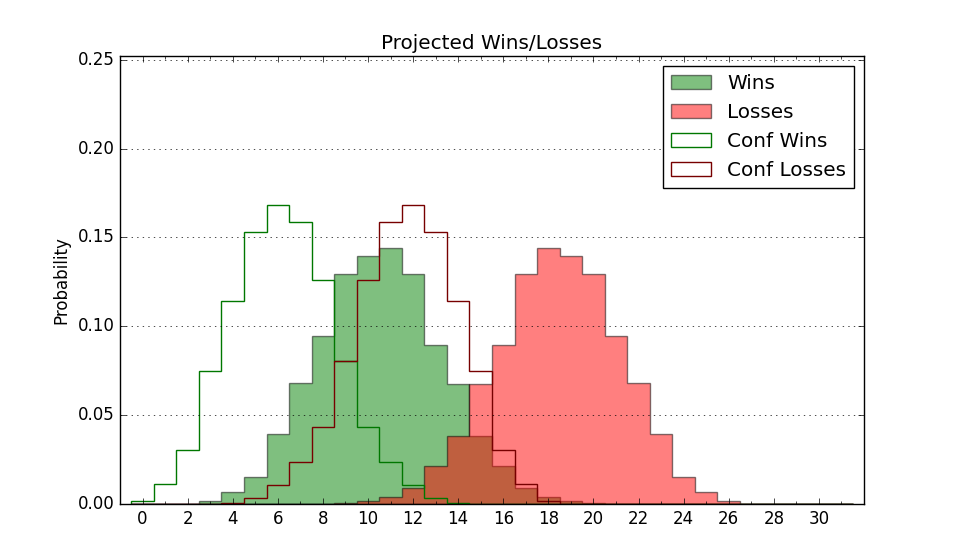 Projected Wins/Losses
0.25
0.20
0.15
0.10
0.05
0.00
Probability
Wins
Losses
Conf Wins
Conf Losses
0 2 4 6 8 10 12 14 16 18 20 22 24 26 28 30